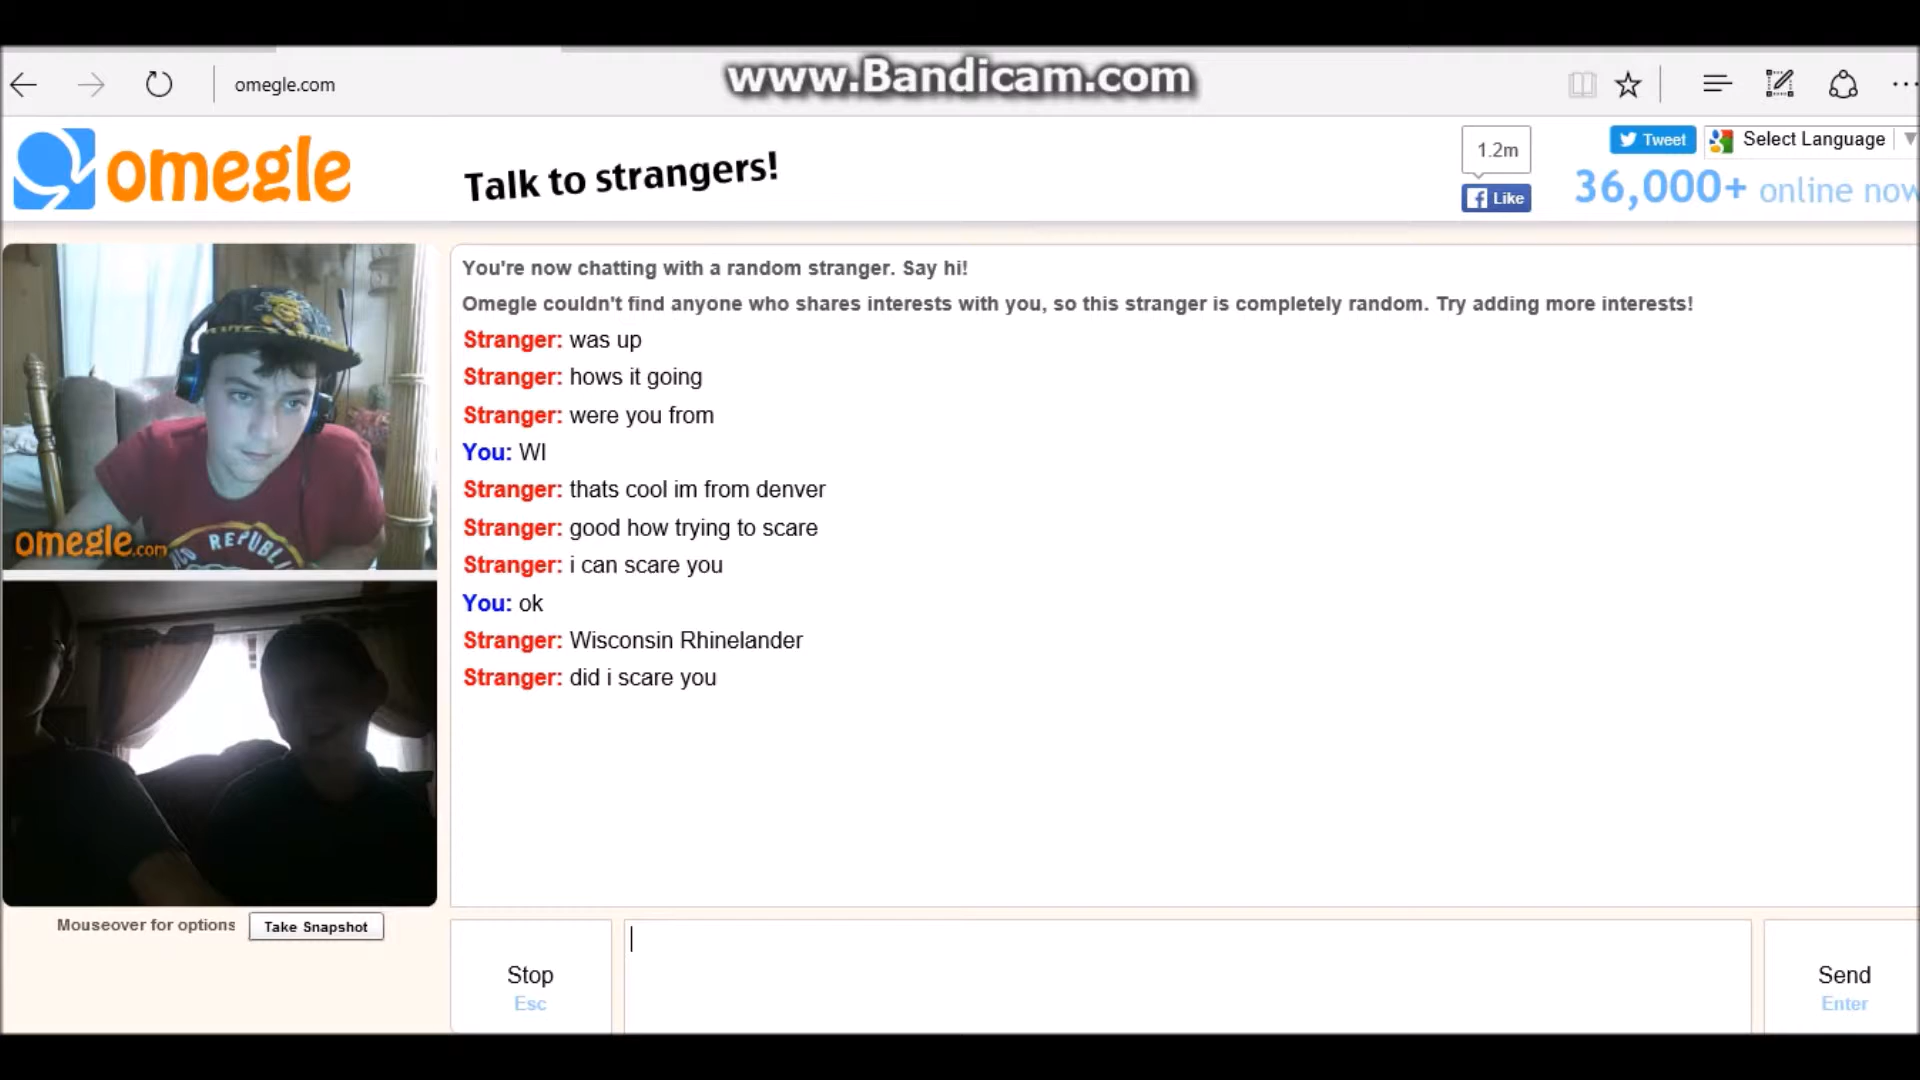 www.Bandicam.com
omegle.com
omegle
Talk to strangers!
1.2m
Like
Tweet
Select Language
36,000+ online now
You're now chatting with a random stranger. Say hi!
Omegle couldn't find anyone who shares interests with you, so this stranger is completely random. Try adding more interests!
Stranger: was up
Stranger: hows it going
Stranger: were you from
You: WI
Stranger: thats cool im from denver
Stranger: good how trying to scare
Stranger: i can scare you
You: ok
Stranger: Wisconsin Rhinelander
Stranger: did i scare you
omegle.com
REPUBLI
Mouseover for options
Take Snapshot
Stop
Esc
Send
Enter